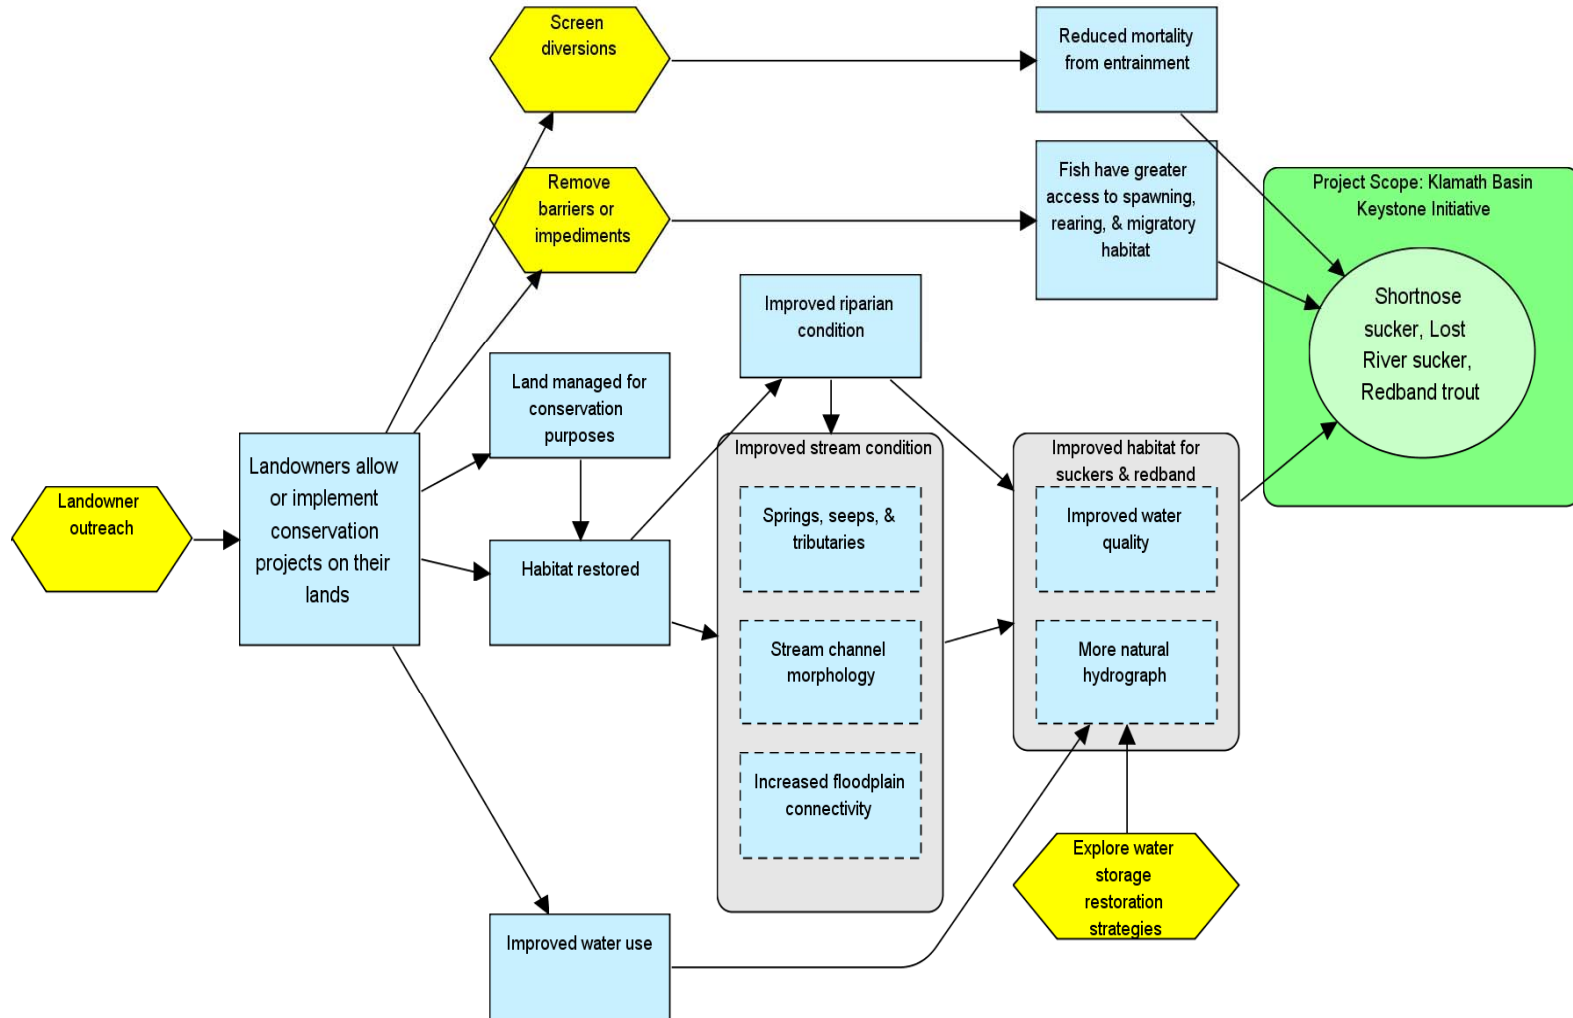 Screen
diversions
Reduced mortality
from entrainment
Remove
barriers or
impediments
Fish have greater
access to spawning,
rearing, & migratory
habitat
Project Scope: Klamath Basin
Keystone Initiative
Shortnose
sucker, Lost
River sucker,
Redband trout
Improved riparian
condition
Land managed for
conservation
purposes
Landowners allow
or implement
conservation
projects on their
lands
Landowner
outreach
Habitat restored
Improved stream condition
Springs, seeps, &
tributaries
Stream channel
morphology
Increased floodplain
connectivity
Improved habitat for
suckers & redband
Improved water
quality
More natural
hydrograph
Explore water
storage
restoration
strategies
Improved water use